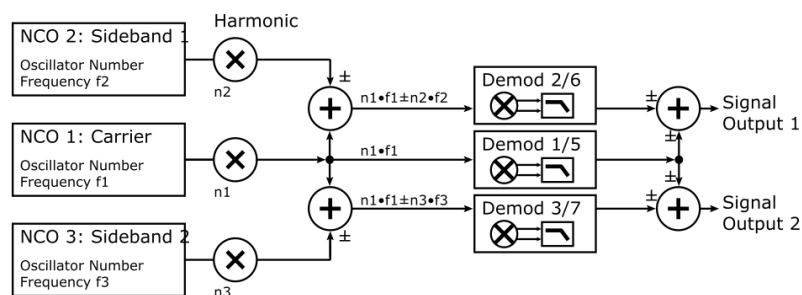 Harmonic
NCO 2: Sideband 1
Oscillator Number
Frequency f2
n2
±
n1•f1±n2•f2
Demod 2/6
±
Signal
Output 1
±
NCO 1: Carrier
Oscillator Number
Frequency f1
n1
n1•f1
Demod 1/5
±
NCO 3: Sideband 2
Oscillator Number
Frequency f3
n3
±
n1•f1±n3•f3
Demod 3/7
±
Signal
Output 2